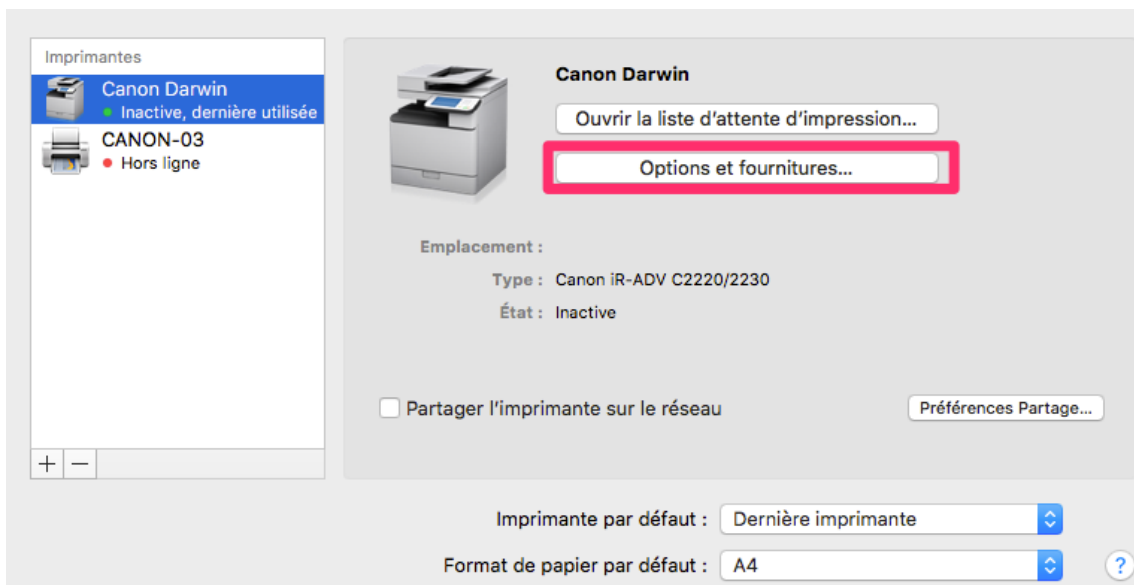 Imprimantes
Canon Darwin
Inactive, dernière utilisée
CANON-03
Hors ligne
Canon Darwin
Ouvrir la liste d’attente d’impression...
Options et fournitures...
Emplacement :
Type : Canon iR-ADV C2220/2230
État : Inactive
Partager l’imprimante sur le réseau
Préférences Partage...
+ −
Imprimante par défaut : Dernière imprimante
Format de papier par défaut : A4
?